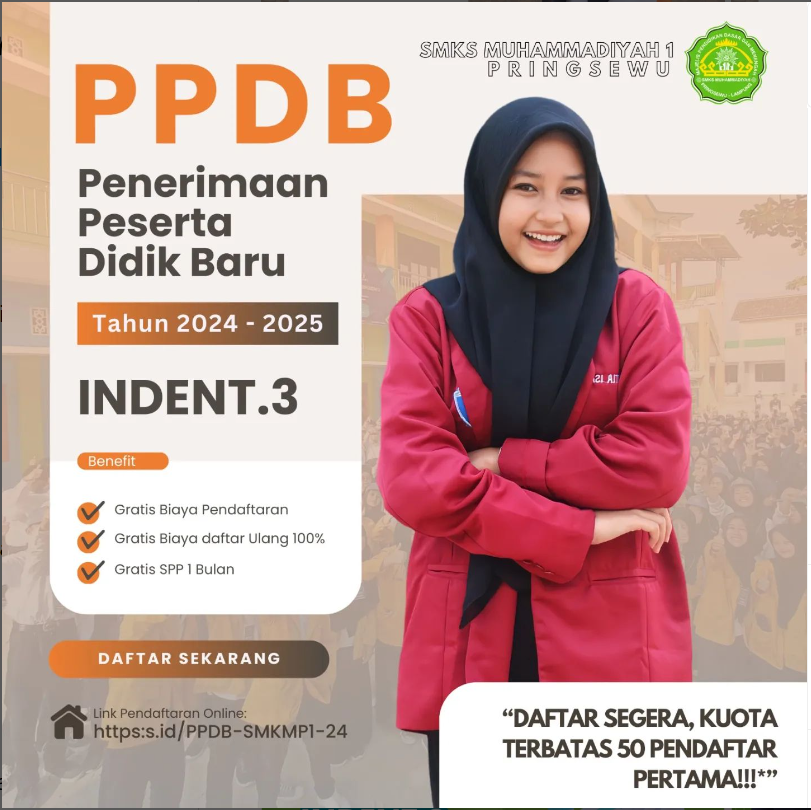 SMKS MUHAMMADIYAH 1
PRINGSEWU
PPDB
Penerimaan
Peserta
Didik Baru
Tahun 2024 - 2025
INDENT.3
Benefit
Gratis Biaya Pendaftaran
Gratis Biaya daftar Ulang 100%
Gratis SPP 1 Bulan
DAFTAR SEKARANG
Link Pendaftaran Online:
https:s.id/PPDB-SMKMP1-24
“DAFTAR SEGERA, KUOTA
TERBATAS 50 PENDAFTAR
PERTAMA!!!*”